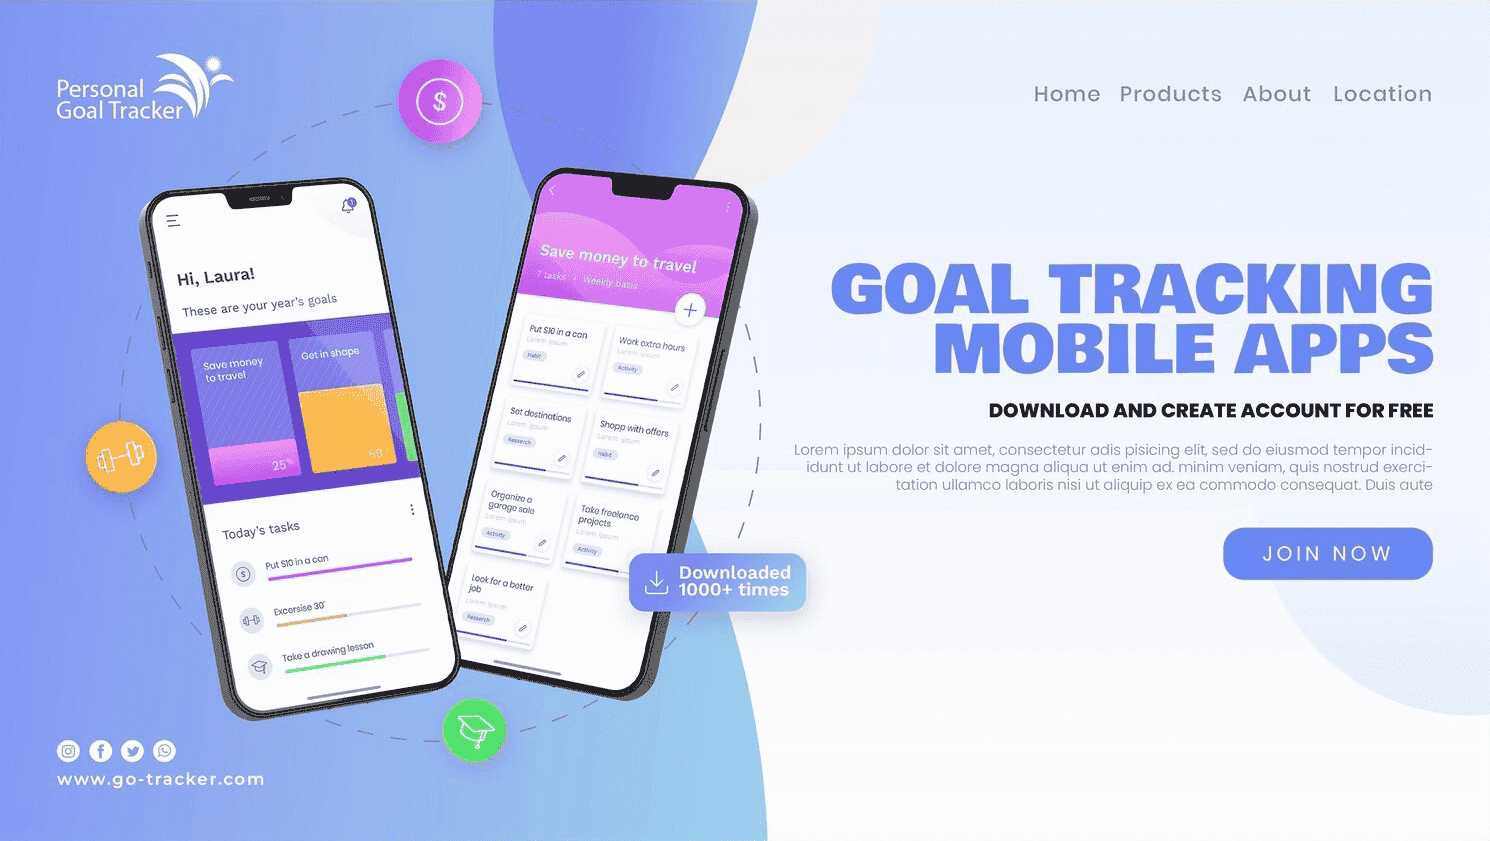 Personal
Goal Tracker
Home Products About Location
$
Hi, Laura!
These are your year's goals
Save money
to travel
25%
Get in shape
Today's tasks
$
Put $10 in a can
Excersise 30'
Take a drawing lesson
Save money to travel
7 tasks • Weekly basis
Put $10 in a can
Lorem ipsum
Habit
Work extra hours
Lorem ipsum
Activity
Set destinations
Lorem ipsum
Research
Shopp with offers
Lorem ipsum
Habit
Organize a
garage sale
Lorem ipsum
Activity
Take freelance
projects
Lorem ipsum
Activity
Look for a better
job
Lorem ipsum
Research
Downloaded
1000+ times
GOAL TRACKING
MOBILE APPS
DOWNLOAD AND CREATE ACCOUNT FOR FREE
Lorem ipsum dolor sit amet, consectetur adis pisicing elit, sed do eiusmod tempor incid-
idunt ut labore et dolore magna aliqua ut enim ad. minim veniam, quis nostrud exerci-
tation ullamco laboris nisi ut aliquip ex ea commodo consequat. Duis aute
JOIN NOW
www.go-tracker.com